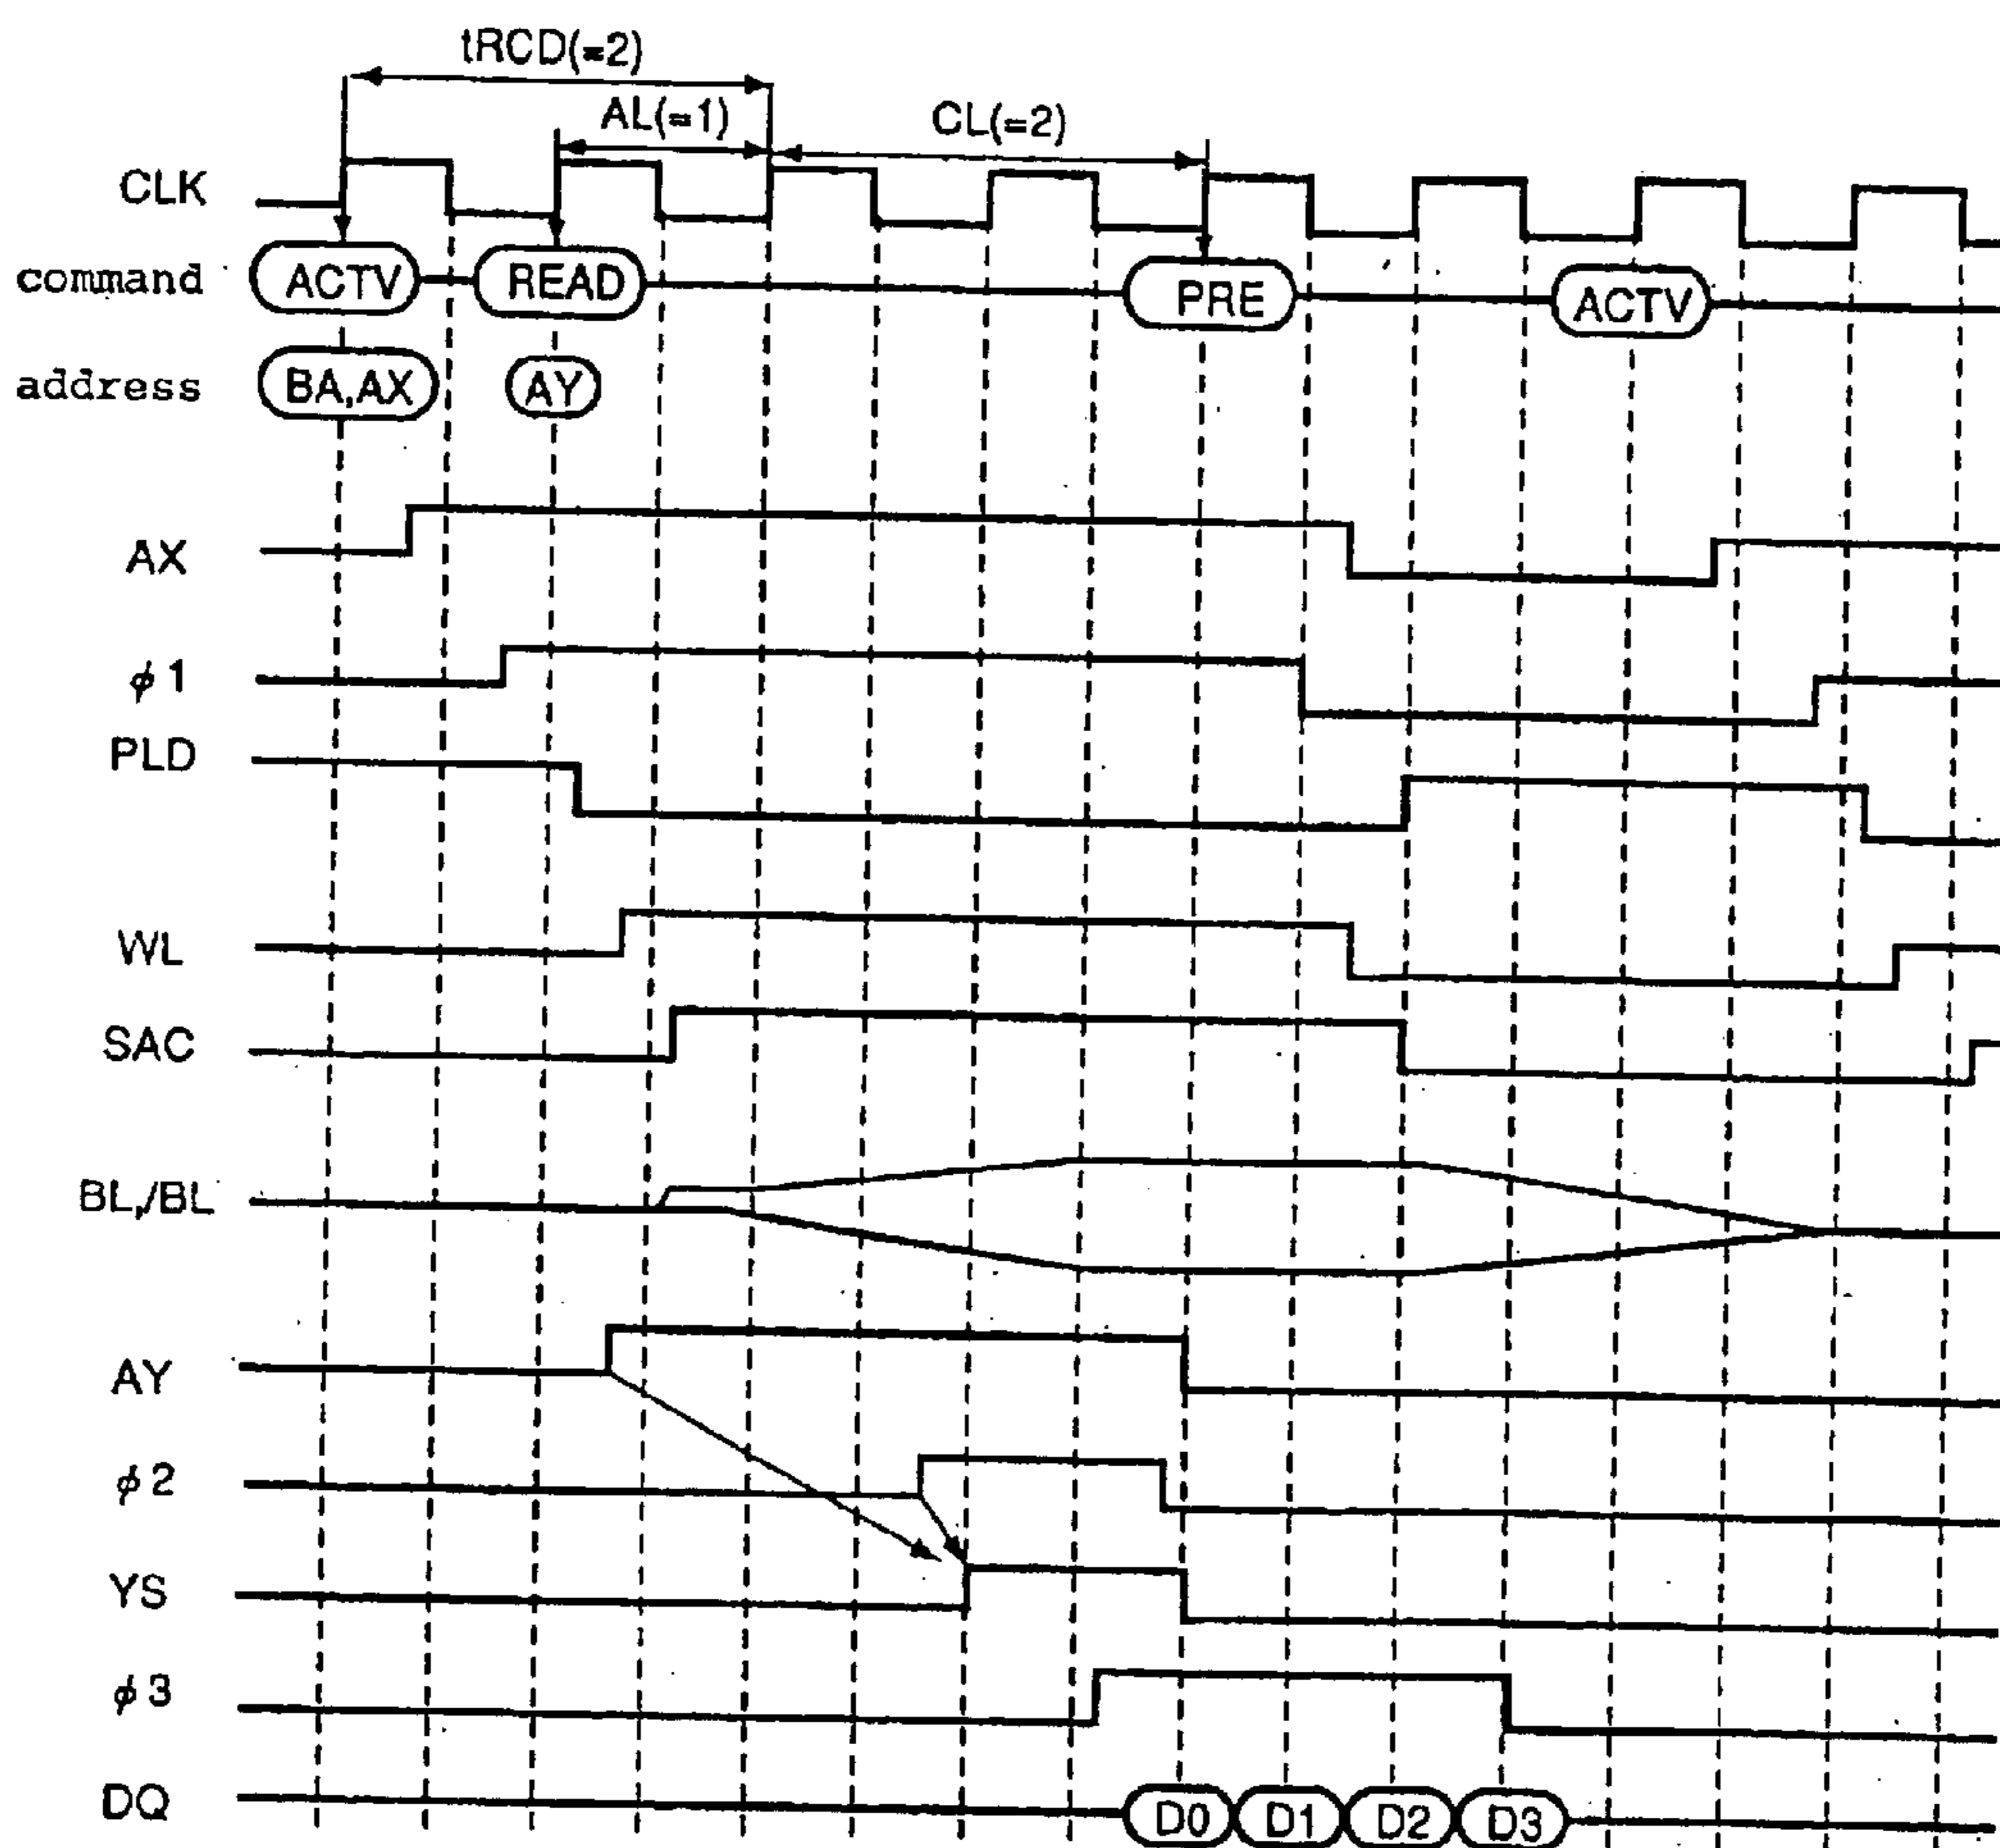 tRCD(=2)
AL(=1)
CL(=2)
CLK
command ACTV READ PRE ACTV
address BA,AX AY
AX
ϕ1
PLD
WL
SAC
BL,/BL
AY
ϕ2
YS
ϕ3
DQ D0 D1 D2 D3